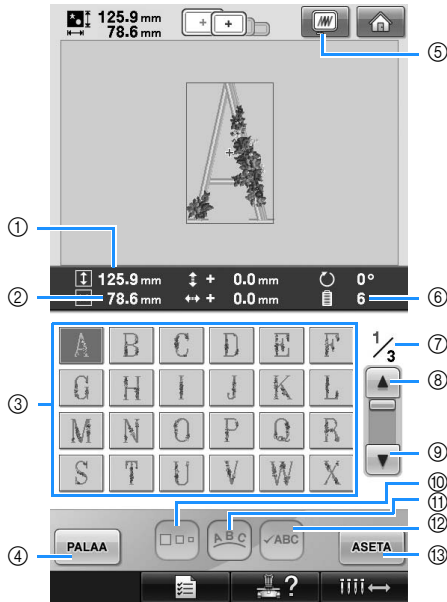 125.9 mm
78.6 mm
⑤
①
125.9 mm + 0.0 mm 0°
② 78.6 mm + 0.0 mm 6 ⑥
A B C D E F 1/3 ⑦
⑧
G H I J K L
③
M N O P Q R
⑨
S T U V W X
⑩
⑪
A B C ✓ABC ⑫
④ PALAA ASETA ⑬
?